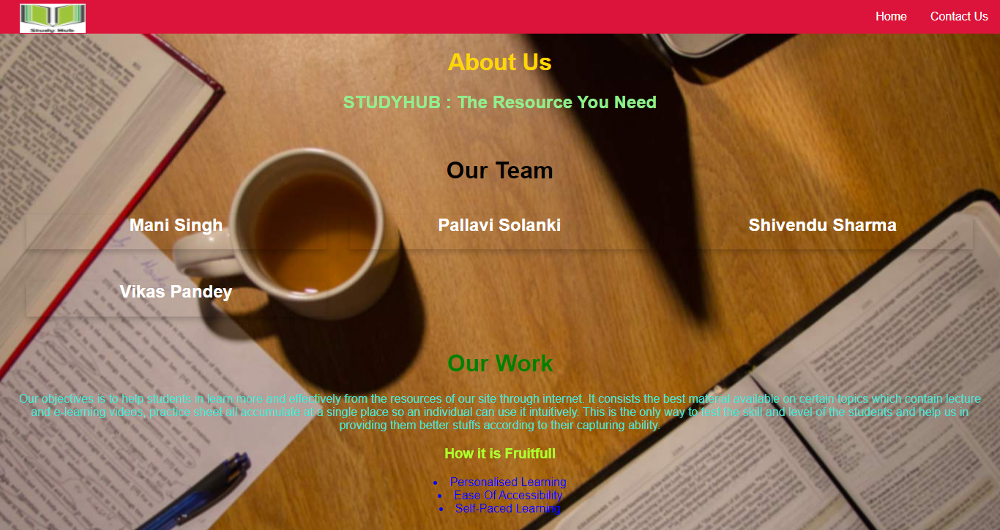 Study Hub
Home Contact Us
About Us
STUDYHUB : The Resource You Need
Our Team
Mani Singh
Pallavi Solanki
Shivendu Sharma
Vikas Pandey
Our Work
Our objectives is to help students in learn more and effectively from the resources of our site through internet. It consists the best material available on certain topics which contain lecture
and e-learning videos, practice sheet all accumulate at a single place so an individual can use it intuitively. This is the only way to test the skill and level of the students and help us in
providing them better stuffs according to their capturing ability.
How it is Fruitfull
• Personalised Learning
• Ease Of Accessibility
• Self-Paced Learning